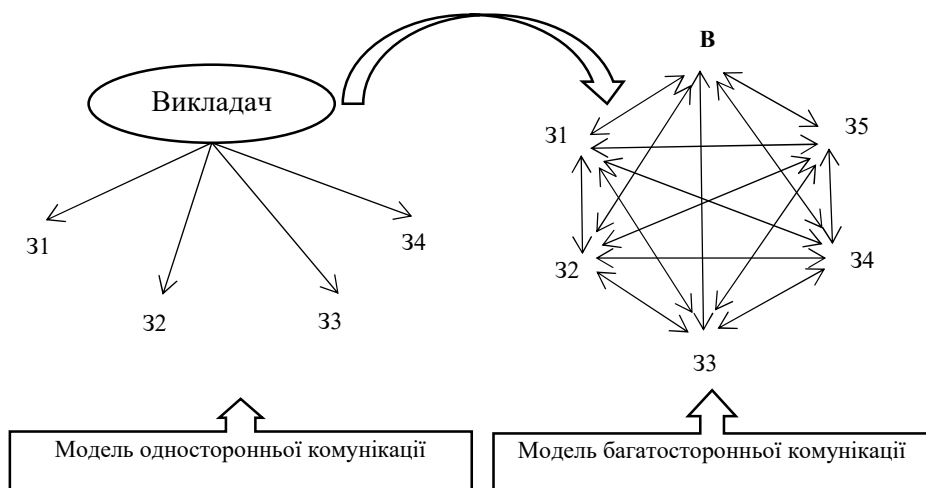 В
Викладач
З1
З5
З1
З4
З2
З4
З2
З3
З3
Модель односторонньої комунікації
Модель багатосторонньої комунікації